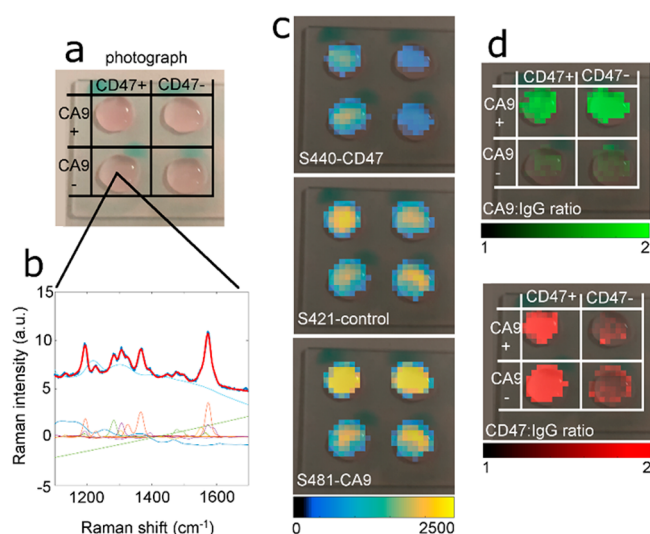 a
photograph
CD47+ CD47-
CA9
+
CA9
-
b
15
10
5
0
-5
Raman intensity (a.u.)
1200 1400 1600
Raman shift (cm-1)
c
S440-CD47
S421-control
S481-CA9
0 2500
d
CD47+ CD47-
CA9
+
CA9
-
CA9:IgG ratio
1 2
CD47+ CD47-
CA9
+
CA9
-
CD47:IgG ratio
1 2